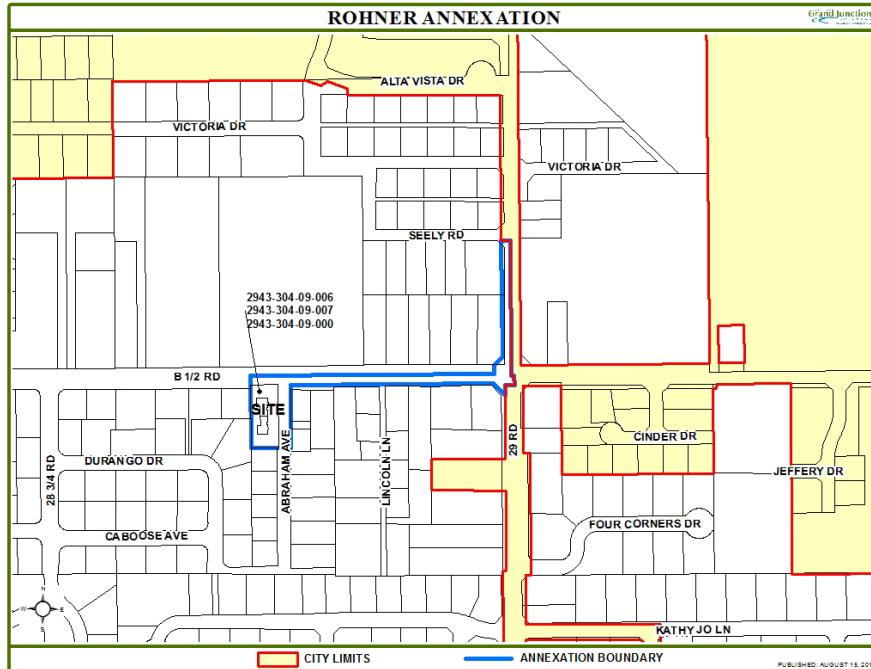 ROHNER ANNEXATION
Grand Junction
ALTA VISTA DR
VICTORIA DR
VICTORIA DR
SEELY RD
2943-304-09-006
2943-304-09-007
2943-304-09-000
B 1/2 RD
SITE
28 3/4 RD
DURANGO DR
ABRAHAM AVE
LINCOLN LN
29 RD
CINDER DR
JEFFERY DR
CABOOSE AVE
FOUR CORNERS DR
N
W
E
S
KATHY JO LN
CITY LIMITS
ANNEXATION BOUNDARY
PUBLISHED: AUGUST 15,